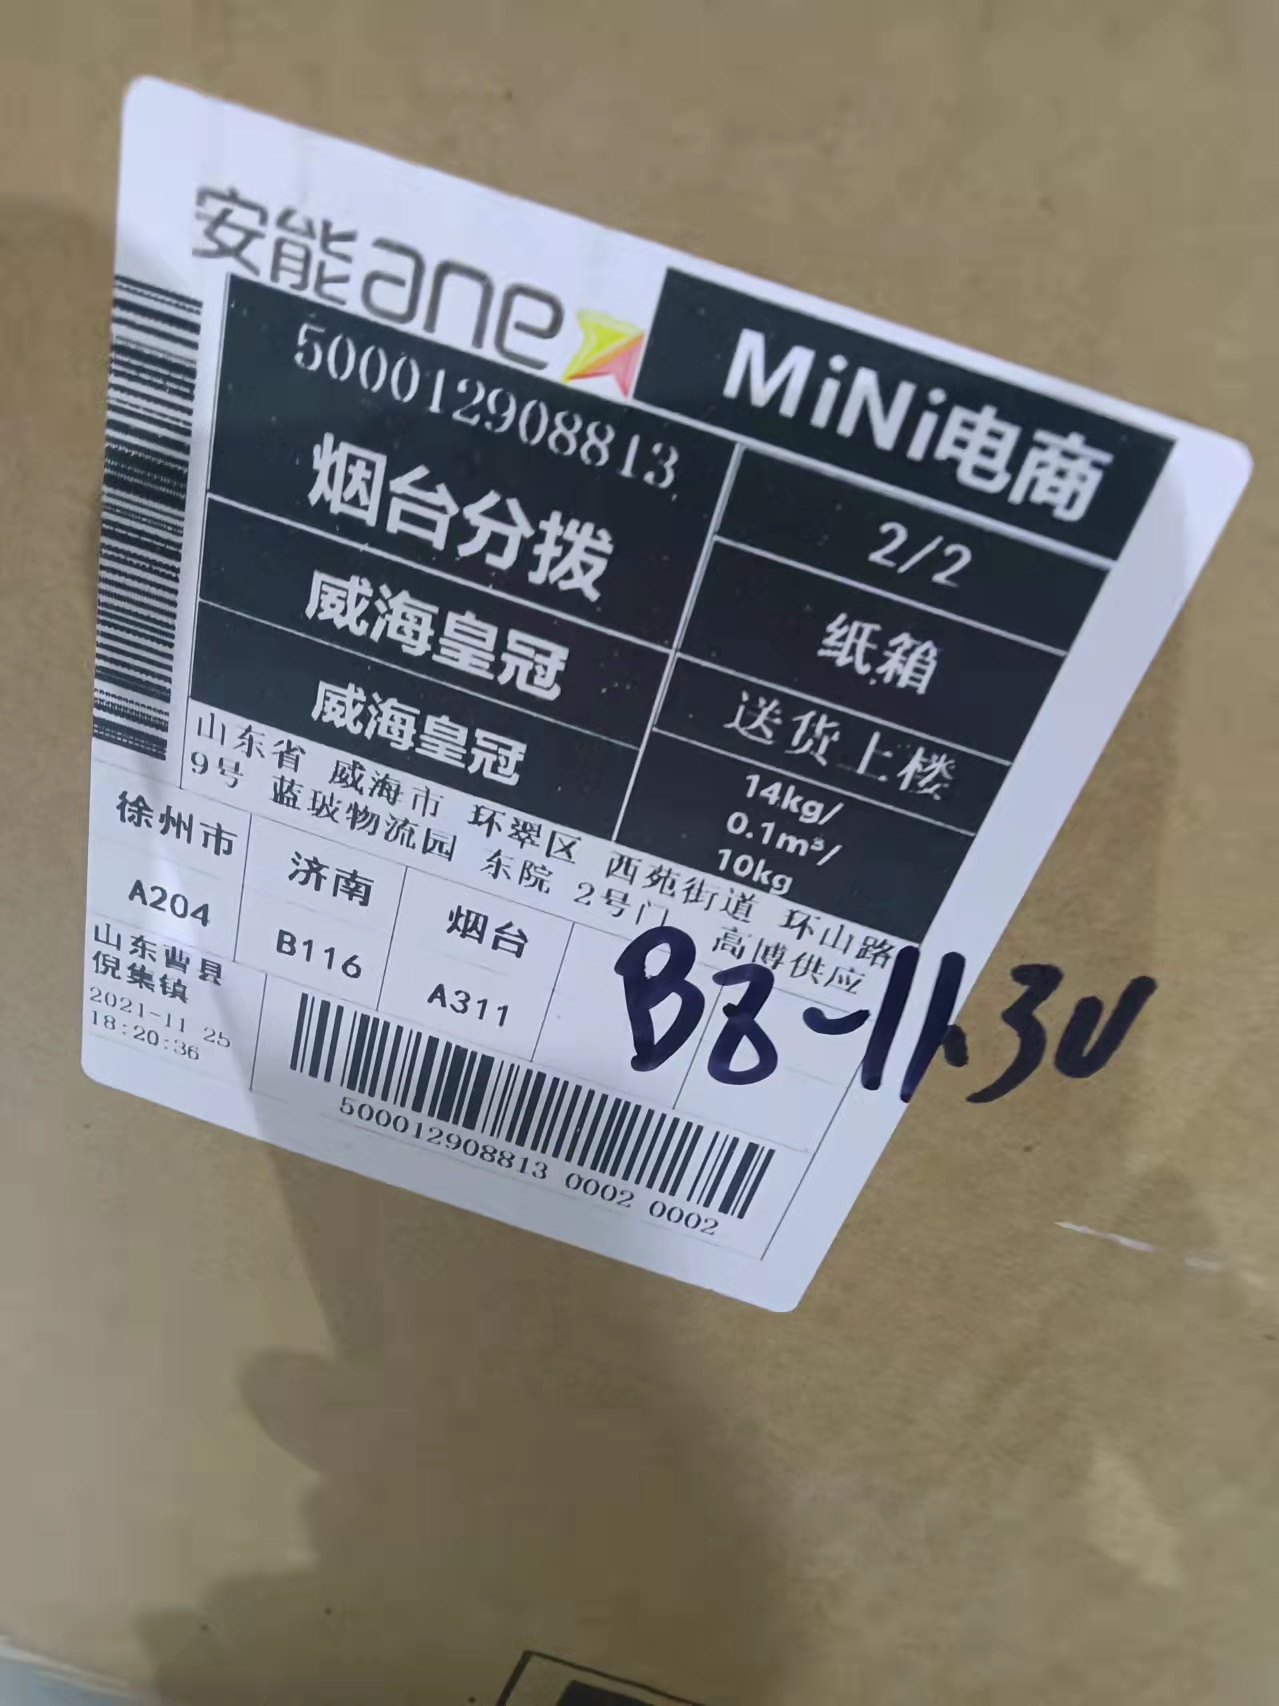 安能ane
MiNi电商
500012908813
烟台分拨
威海皇冠
威海皇冠
2/2
纸箱
送货上楼
14kg/
0.1m³/
10kg
山东省 威海市 环翠区 西苑街道 环山路
9号 蓝玻物流园 东院 2号门 高博供应
徐州市
A204
济南
B116
烟台
A311
山东曹县
倪集镇
2021-11 25
18:20:36
500012908813 0002 0002